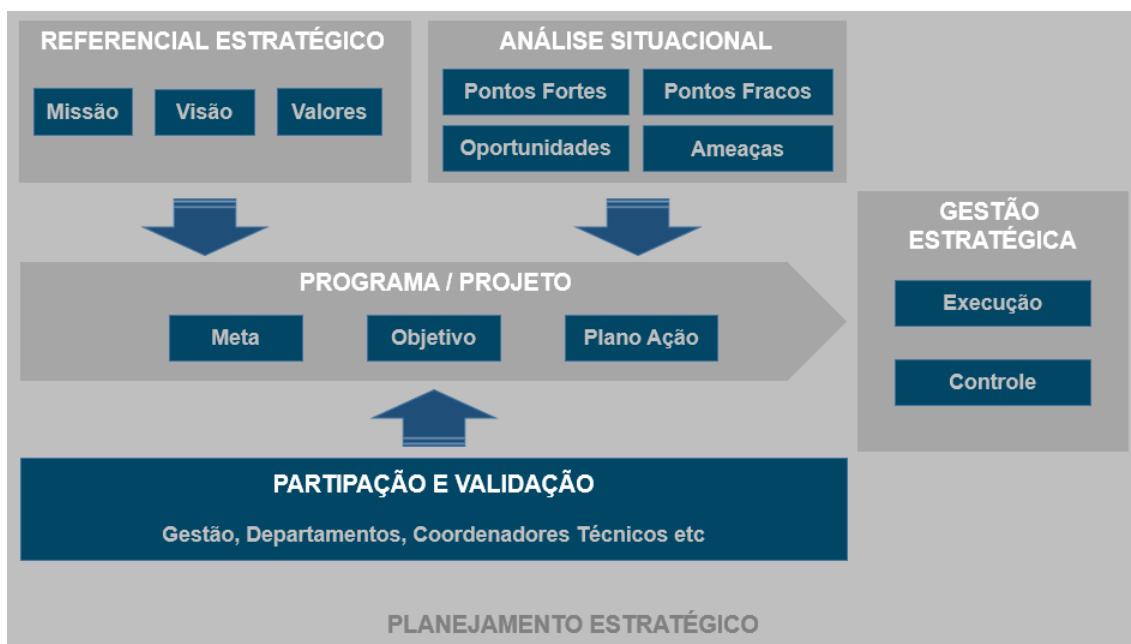 REFERENCIAL ESTRATÉGICO
Missão
Visão
Valores
ANÁLISE SITUACIONAL
Pontos Fortes
Pontos Fracos
Oportunidades
Ameaças
PROGRAMA / PROJETO
Meta
Objetivo
Plano Ação
GESTÃO
ESTRATÉGICA
Execução
Controle
PARTIPAÇÃO E VALIDAÇÃO
Gestão, Departamentos, Coordenadores Técnicos etc
PLANEJAMENTO ESTRATÉGICO